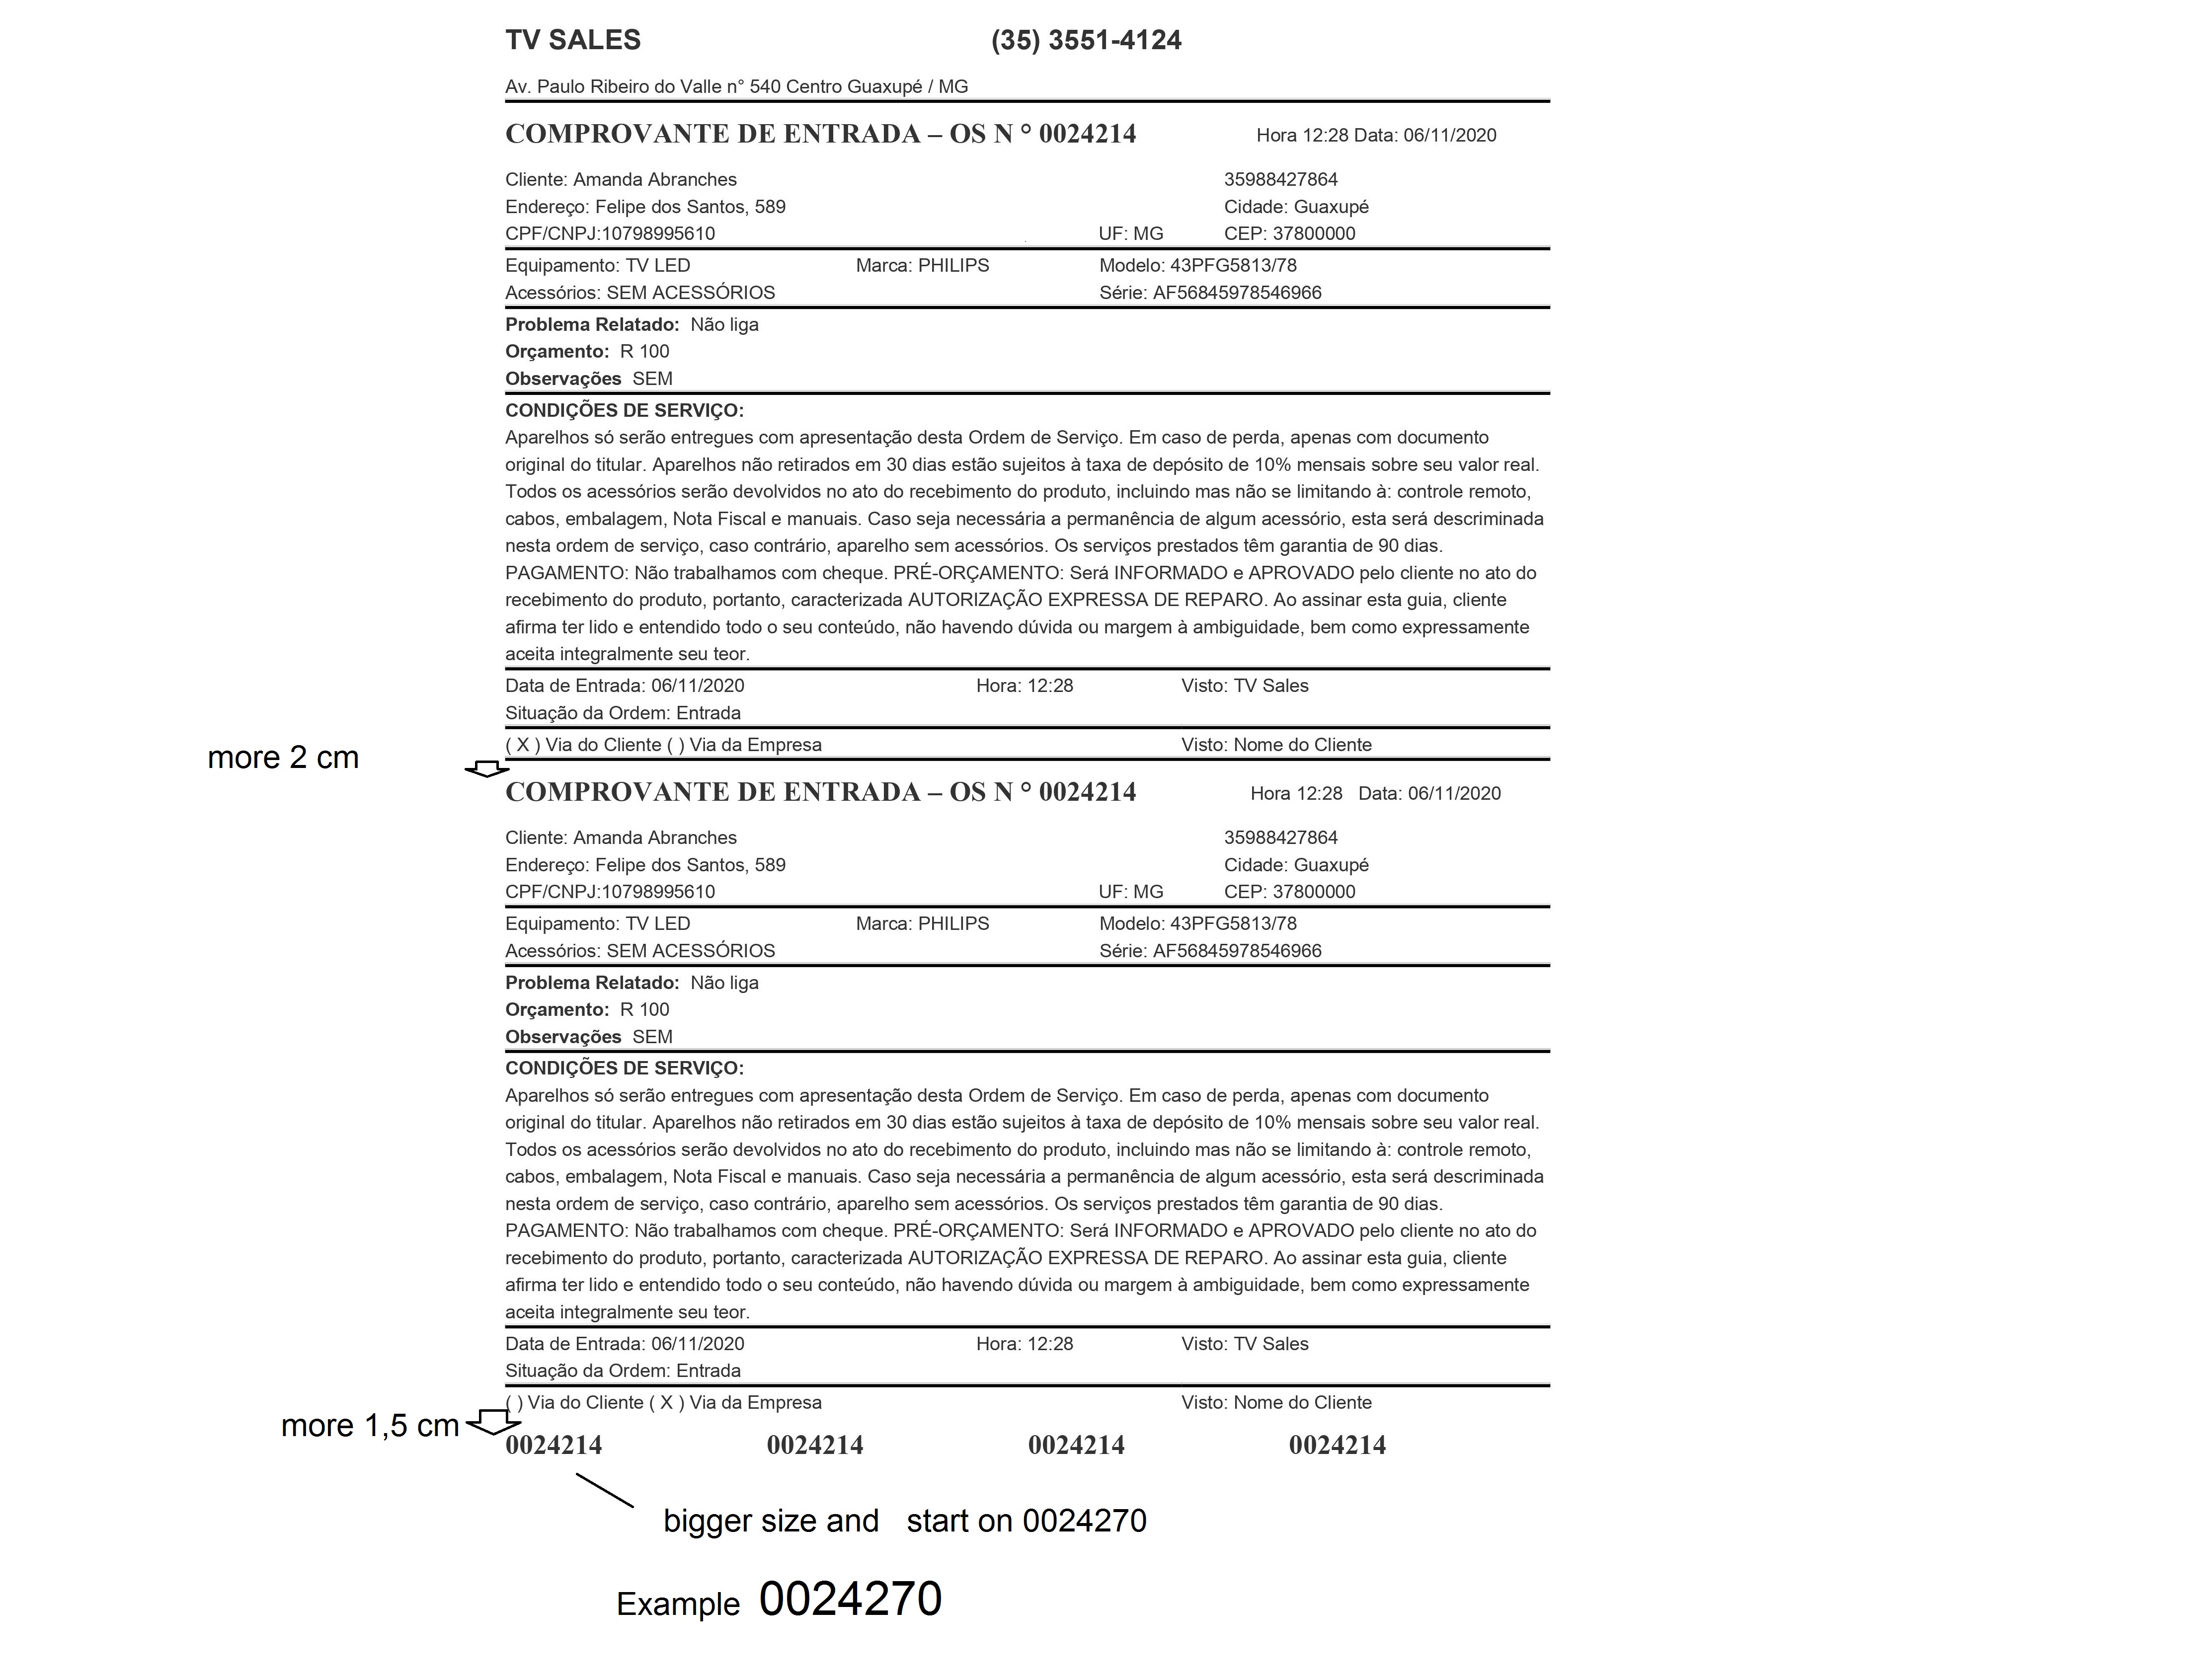 TV SALES (35) 3551-4124
Av. Paulo Ribeiro do Valle n° 540 Centro Guaxupé / MG
COMPROVANTE DE ENTRADA – OS N ° 0024214 Hora 12:28 Data: 06/11/2020
Cliente: Amanda Abranches 35988427864
Endereço: Felipe dos Santos, 589 Cidade: Guaxupé
CPF/CNPJ:10798995610 UF: MG CEP: 37800000
Equipamento: TV LED Marca: PHILIPS Modelo: 43PFG5813/78
Acessórios: SEM ACESSÓRIOS Série: AF56845978546966
Problema Relatado: Não liga
Orçamento: R 100
Observações SEM
CONDIÇÕES DE SERVIÇO:
Aparelhos só serão entregues com apresentação desta Ordem de Serviço. Em caso de perda, apenas com documento
original do titular. Aparelhos não retirados em 30 dias estão sujeitos à taxa de depósito de 10% mensais sobre seu valor real.
Todos os acessórios serão devolvidos no ato do recebimento do produto, incluindo mas não se limitando à: controle remoto,
cabos, embalagem, Nota Fiscal e manuais. Caso seja necessária a permanência de algum acessório, esta será descriminada
nesta ordem de serviço, caso contrário, aparelho sem acessórios. Os serviços prestados têm garantia de 90 dias.
PAGAMENTO: Não trabalhamos com cheque. PRÉ-ORÇAMENTO: Será INFORMADO e APROVADO pelo cliente no ato do
recebimento do produto, portanto, caracterizada AUTORIZAÇÃO EXPRESSA DE REPARO. Ao assinar esta guia, cliente
afirma ter lido e entendido todo o seu conteúdo, não havendo dúvida ou margem à ambiguidade, bem como expressamente
aceita integralmente seu teor.
Data de Entrada: 06/11/2020 Hora: 12:28 Visto: TV Sales
Situação da Ordem: Entrada
( X ) Via do Cliente ( ) Via da Empresa Visto: Nome do Cliente
more 2 cm
COMPROVANTE DE ENTRADA – OS N ° 0024214 Hora 12:28 Data: 06/11/2020
Cliente: Amanda Abranches 35988427864
Endereço: Felipe dos Santos, 589 Cidade: Guaxupé
CPF/CNPJ:10798995610 UF: MG CEP: 37800000
Equipamento: TV LED Marca: PHILIPS Modelo: 43PFG5813/78
Acessórios: SEM ACESSÓRIOS Série: AF56845978546966
Problema Relatado: Não liga
Orçamento: R 100
Observações SEM
CONDIÇÕES DE SERVIÇO:
Aparelhos só serão entregues com apresentação desta Ordem de Serviço. Em caso de perda, apenas com documento
original do titular. Aparelhos não retirados em 30 dias estão sujeitos à taxa de depósito de 10% mensais sobre seu valor real.
Todos os acessórios serão devolvidos no ato do recebimento do produto, incluindo mas não se limitando à: controle remoto,
cabos, embalagem, Nota Fiscal e manuais. Caso seja necessária a permanência de algum acessório, esta será descriminada
nesta ordem de serviço, caso contrário, aparelho sem acessórios. Os serviços prestados têm garantia de 90 dias.
PAGAMENTO: Não trabalhamos com cheque. PRÉ-ORÇAMENTO: Será INFORMADO e APROVADO pelo cliente no ato do
recebimento do produto, portanto, caracterizada AUTORIZAÇÃO EXPRESSA DE REPARO. Ao assinar esta guia, cliente
afirma ter lido e entendido todo o seu conteúdo, não havendo dúvida ou margem à ambiguidade, bem como expressamente
aceita integralmente seu teor.
Data de Entrada: 06/11/2020 Hora: 12:28 Visto: TV Sales
Situação da Ordem: Entrada
( ) Via do Cliente ( X ) Via da Empresa Visto: Nome do Cliente
more 1,5 cm
0024214 0024214 0024214 0024214
bigger size and start on 0024270
Example 0024270